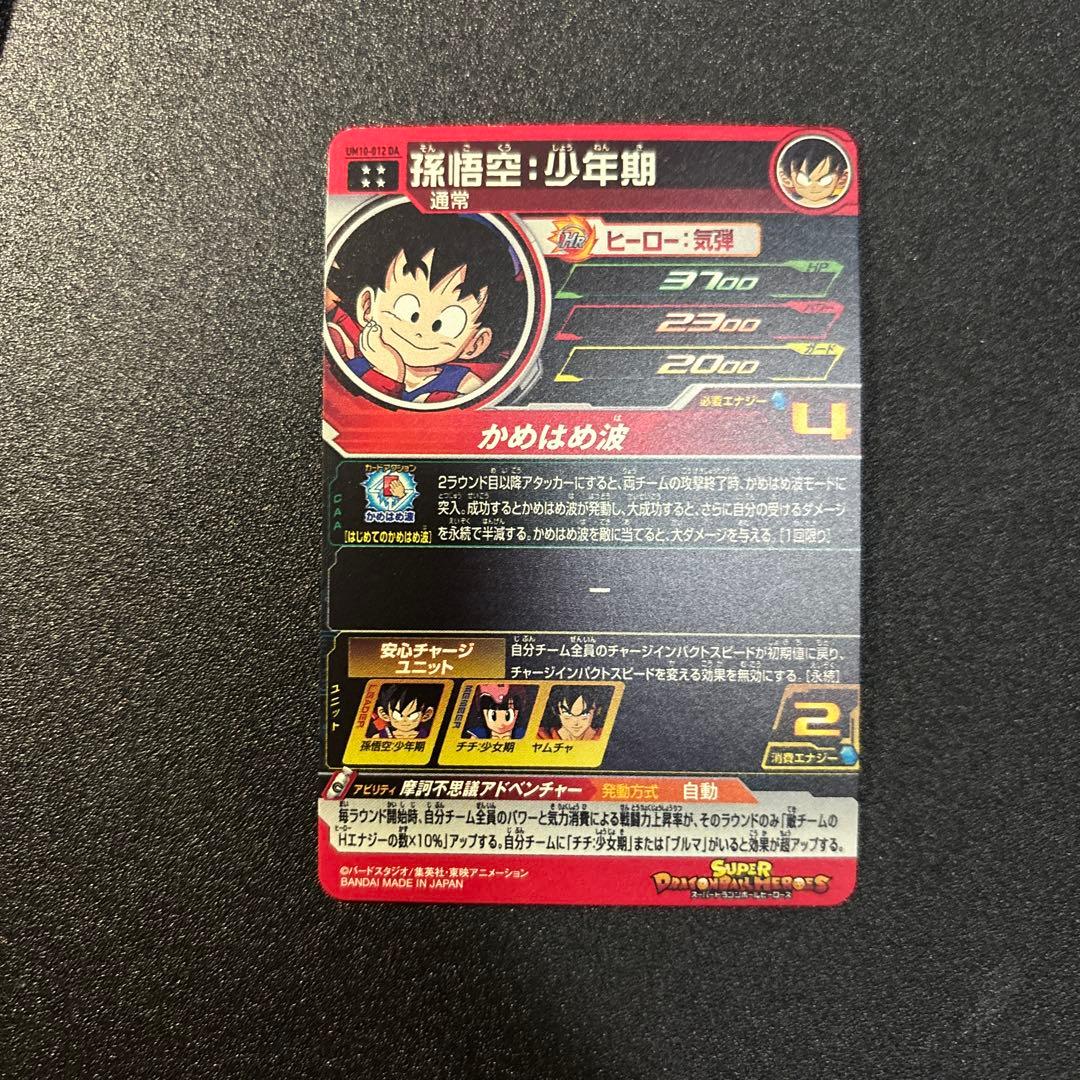 UM10-012 DA
孫悟空:少年期
通常
HR ヒーロー:気弾
3700 HP
2300 パワー
2000 ガード
必要エナジー 4
かめはめ波
カードアクション
かめはめ波
[はじめてのかめはめ波]
CAA
2ラウンド目以降アタッカーにすると、両チームの攻撃終了時、かめはめ波モードに
突入。成功するとかめはめ波が発動し、大成功すると、さらに自分の受けるダメージ
を永続で半減する。かめはめ波を敵に当てると、大ダメージを与える。[1回限り]
ー
ユニット
安心チャージ
ユニット
自分チーム全員のチャージインパクトスピードが初期値に戻り、
チャージインパクトスピードを変える効果を無効にする。[永続]
LEADER
孫悟空:少年期
MEMBER
チチ:少女期
ヤムチャ
2
消費エナジー
アビリティ 摩訶不思議アドベンチャー 発動方式 自動
毎ラウンド開始時、自分チーム全員のパワーと気力消費による戦闘力上昇率が、そのラウンドのみ「敵チームの
Hエナジーの数×10%」アップする。自分チームに「チチ:少女期」または「ブルマ」がいると効果が超アップする。
©バードスタジオ/集英社・東映アニメーション
BANDAI MADE IN JAPAN
SUPER
DRAGONBALL HEROES
スーパードラゴンボールヒーローズ